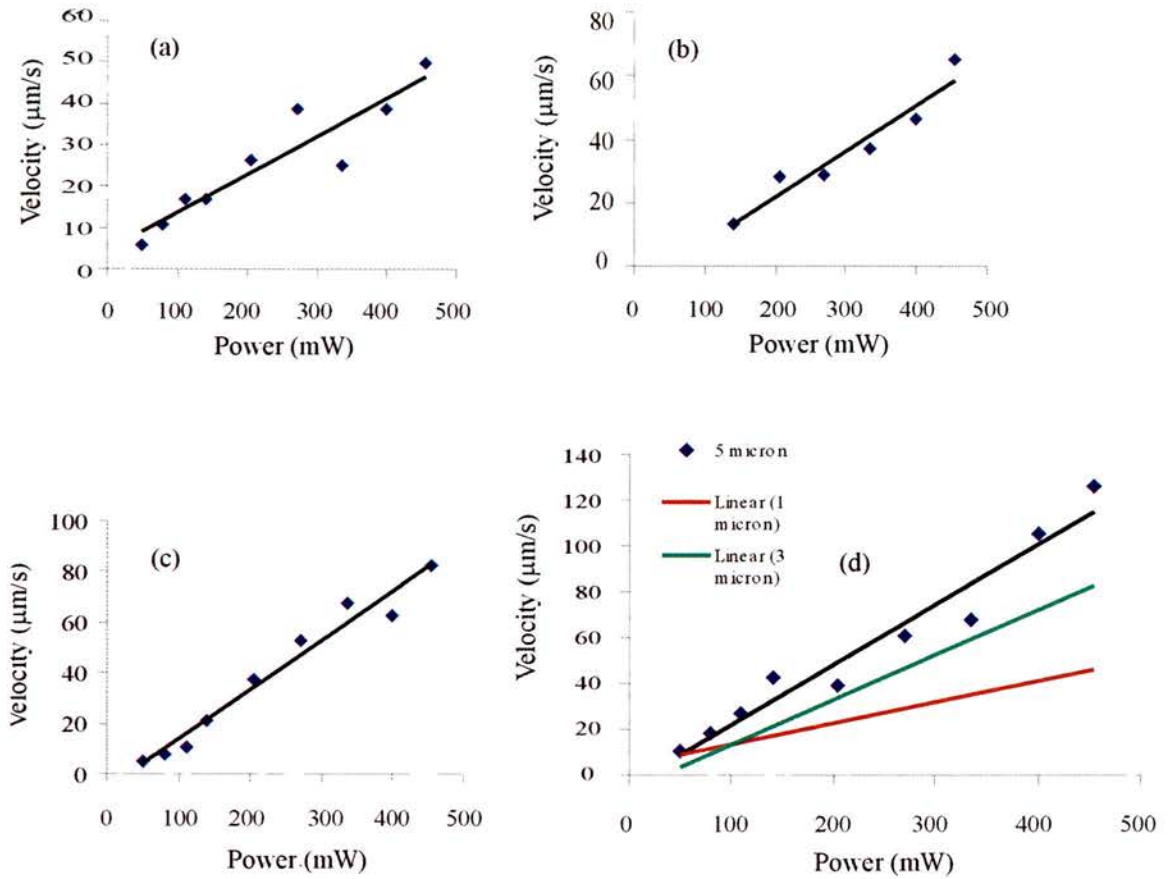 (a)
Velocity (μm/s)
60
50
40
30
20
10
0
0 100 200 300 400 500
Power (mW)
(b)
Velocity (μm/s)
80
60
40
20
0
0 100 200 300 400 500
Power (mW)
(c)
Velocity (μm/s)
100
80
60
40
20
0
0 100 200 300 400 500
Power (mW)
5 micron
Linear (1
micron)
Linear (3
micron)
(d)
Velocity (μm/s)
140
120
100
80
60
40
20
0
0 100 200 300 400 500
Power (mW)